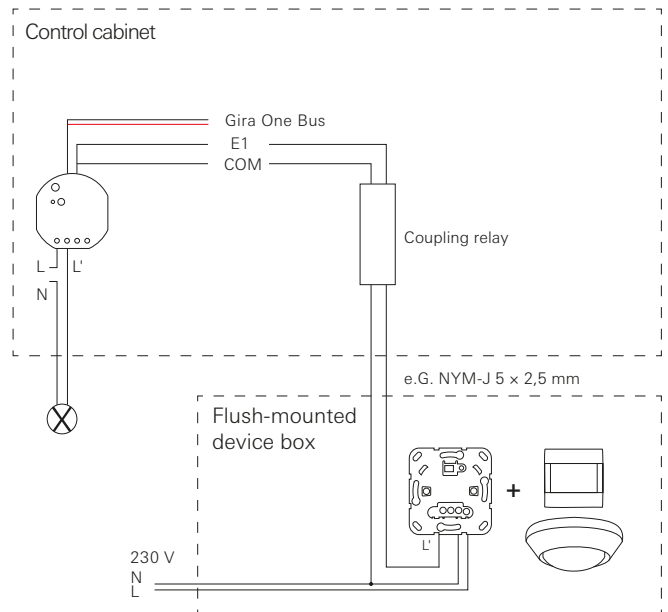 Control cabinet
Gira One Bus
E1
COM
Coupling relay
L
L'
N
e.G. NYM-J 5 × 2,5 mm
Flush-mounted
device box
+
L'
230 V
N
L